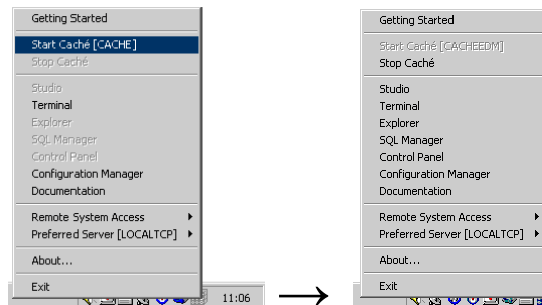 Getting Started
Start Caché [CACHE]
Stop Caché
Studio
Terminal
Explorer
SQL Manager
Control Panel
Configuration Manager
Documentation
Remote System Access
Preferred Server [LOCALTCP]
About...
Exit
11:06
Getting Started
Start Caché [CACHEEDM]
Stop Caché
Studio
Terminal
Explorer
SQL Manager
Control Panel
Configuration Manager
Documentation
Remote System Access
Preferred Server [LOCALTCP]
About...
Exit